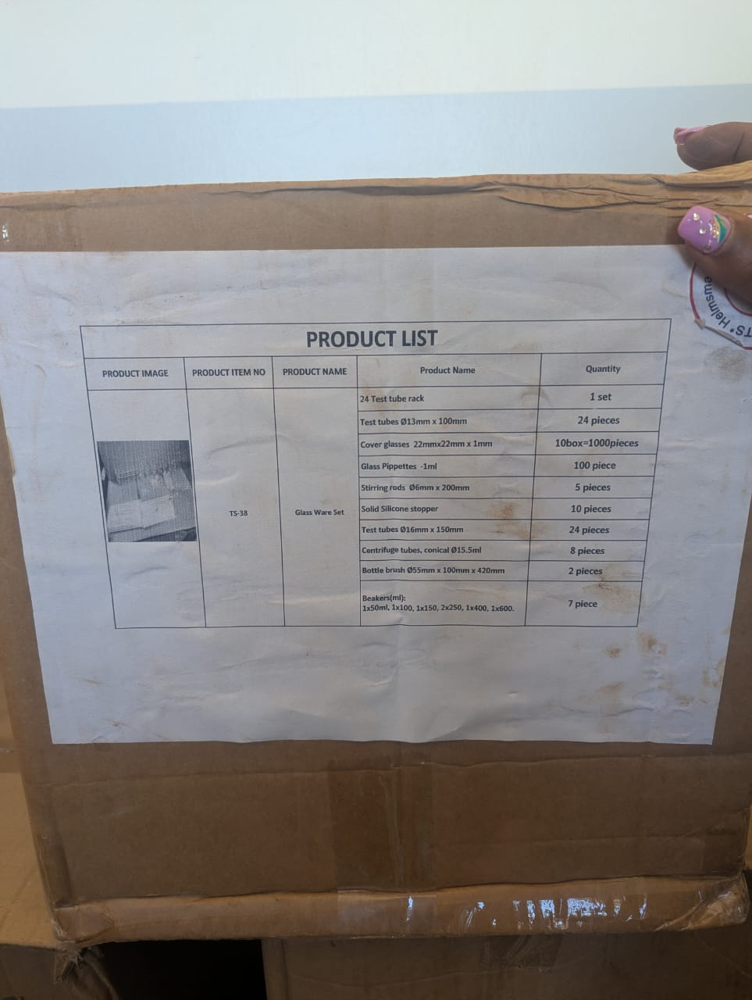 PRODUCT LIST
PRODUCT IMAGE PRODUCT ITEM NO PRODUCT NAME Product Name Quantity
24 Test tube rack 1 set
Test tubes Ø13mm x 100mm 24 pieces
Cover glasses 22mmx22mm x 1mm 10box=1000pieces
Glass Pippettes -1ml 100 piece
Stirring rods Ø6mm x 200mm 5 pieces
TS-38 Glass Ware Set Solid Silicone stopper 10 pieces
Test tubes Ø16mm x 150mm 24 pieces
Centrifuge tubes, conical Ø15.5ml 8 pieces
Bottle brush Ø55mm x 100mm x 420mm 2 pieces
Beakers(ml):
1x50ml, 1x100, 1x150, 2x250, 1x400, 1x600. 7 piece
TS* Helmsme